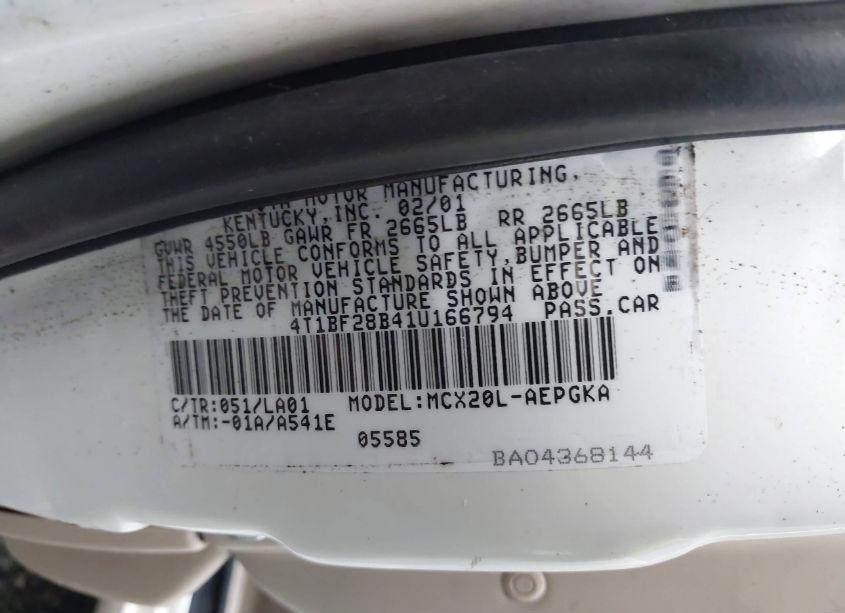 MOTOR MANUFACTURING,
KENTUCKY,INC. 02/01
GVWR 4550LB GAWR FR 2665LB RR 2665LB
THIS VEHICLE CONFORMS TO ALL APPLICABLE
FEDERAL MOTOR VEHICLE SAFETY,BUMPER AND
THEFT PREVENTION STANDARDS IN EFFECT ON
THE DATE OF MANUFACTURE SHOWN ABOVE.
4T1BF28B41U166794 PASS.CAR
C/TR:051/LA01 MODEL:MCX20L-AEPGKA
A/TM:-01A/A541E
05585
BA04368144